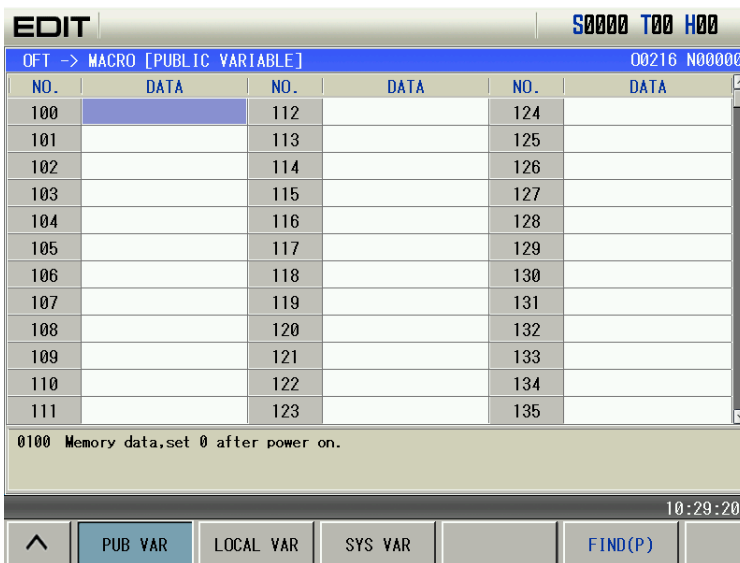 EDIT S0000 T00 H00
OFT -> MACRO [PUBLIC VARIABLE] O0216 N00000
NO. DATA NO. DATA NO. DATA
100 112 124
101 113 125
102 114 126
103 115 127
104 116 128
105 117 129
106 118 130
107 119 131
108 120 132
109 121 133
110 122 134
111 123 135
0100 Memory data,set 0 after power on.
10:29:20
PUB VAR LOCAL VAR SYS VAR FIND(P)